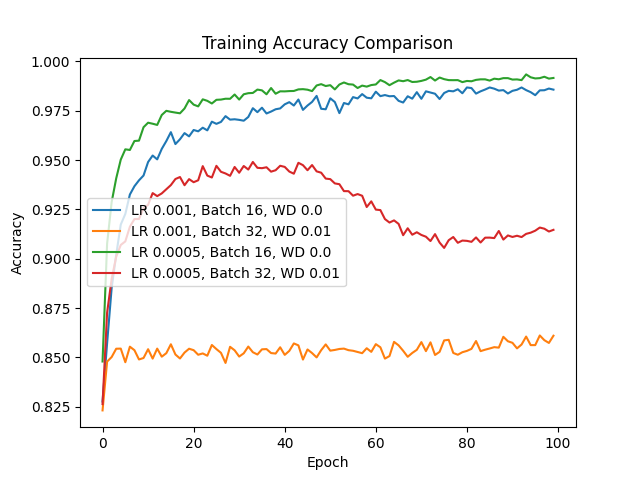 Training Accuracy Comparison
1.000
0.975
0.950
0.925
0.900
0.875
0.850
0.825
Accuracy
LR 0.001, Batch 16, WD 0.0
LR 0.001, Batch 32, WD 0.01
LR 0.0005, Batch 16, WD 0.0
LR 0.0005, Batch 32, WD 0.01
0 20 40 60 80 100
Epoch